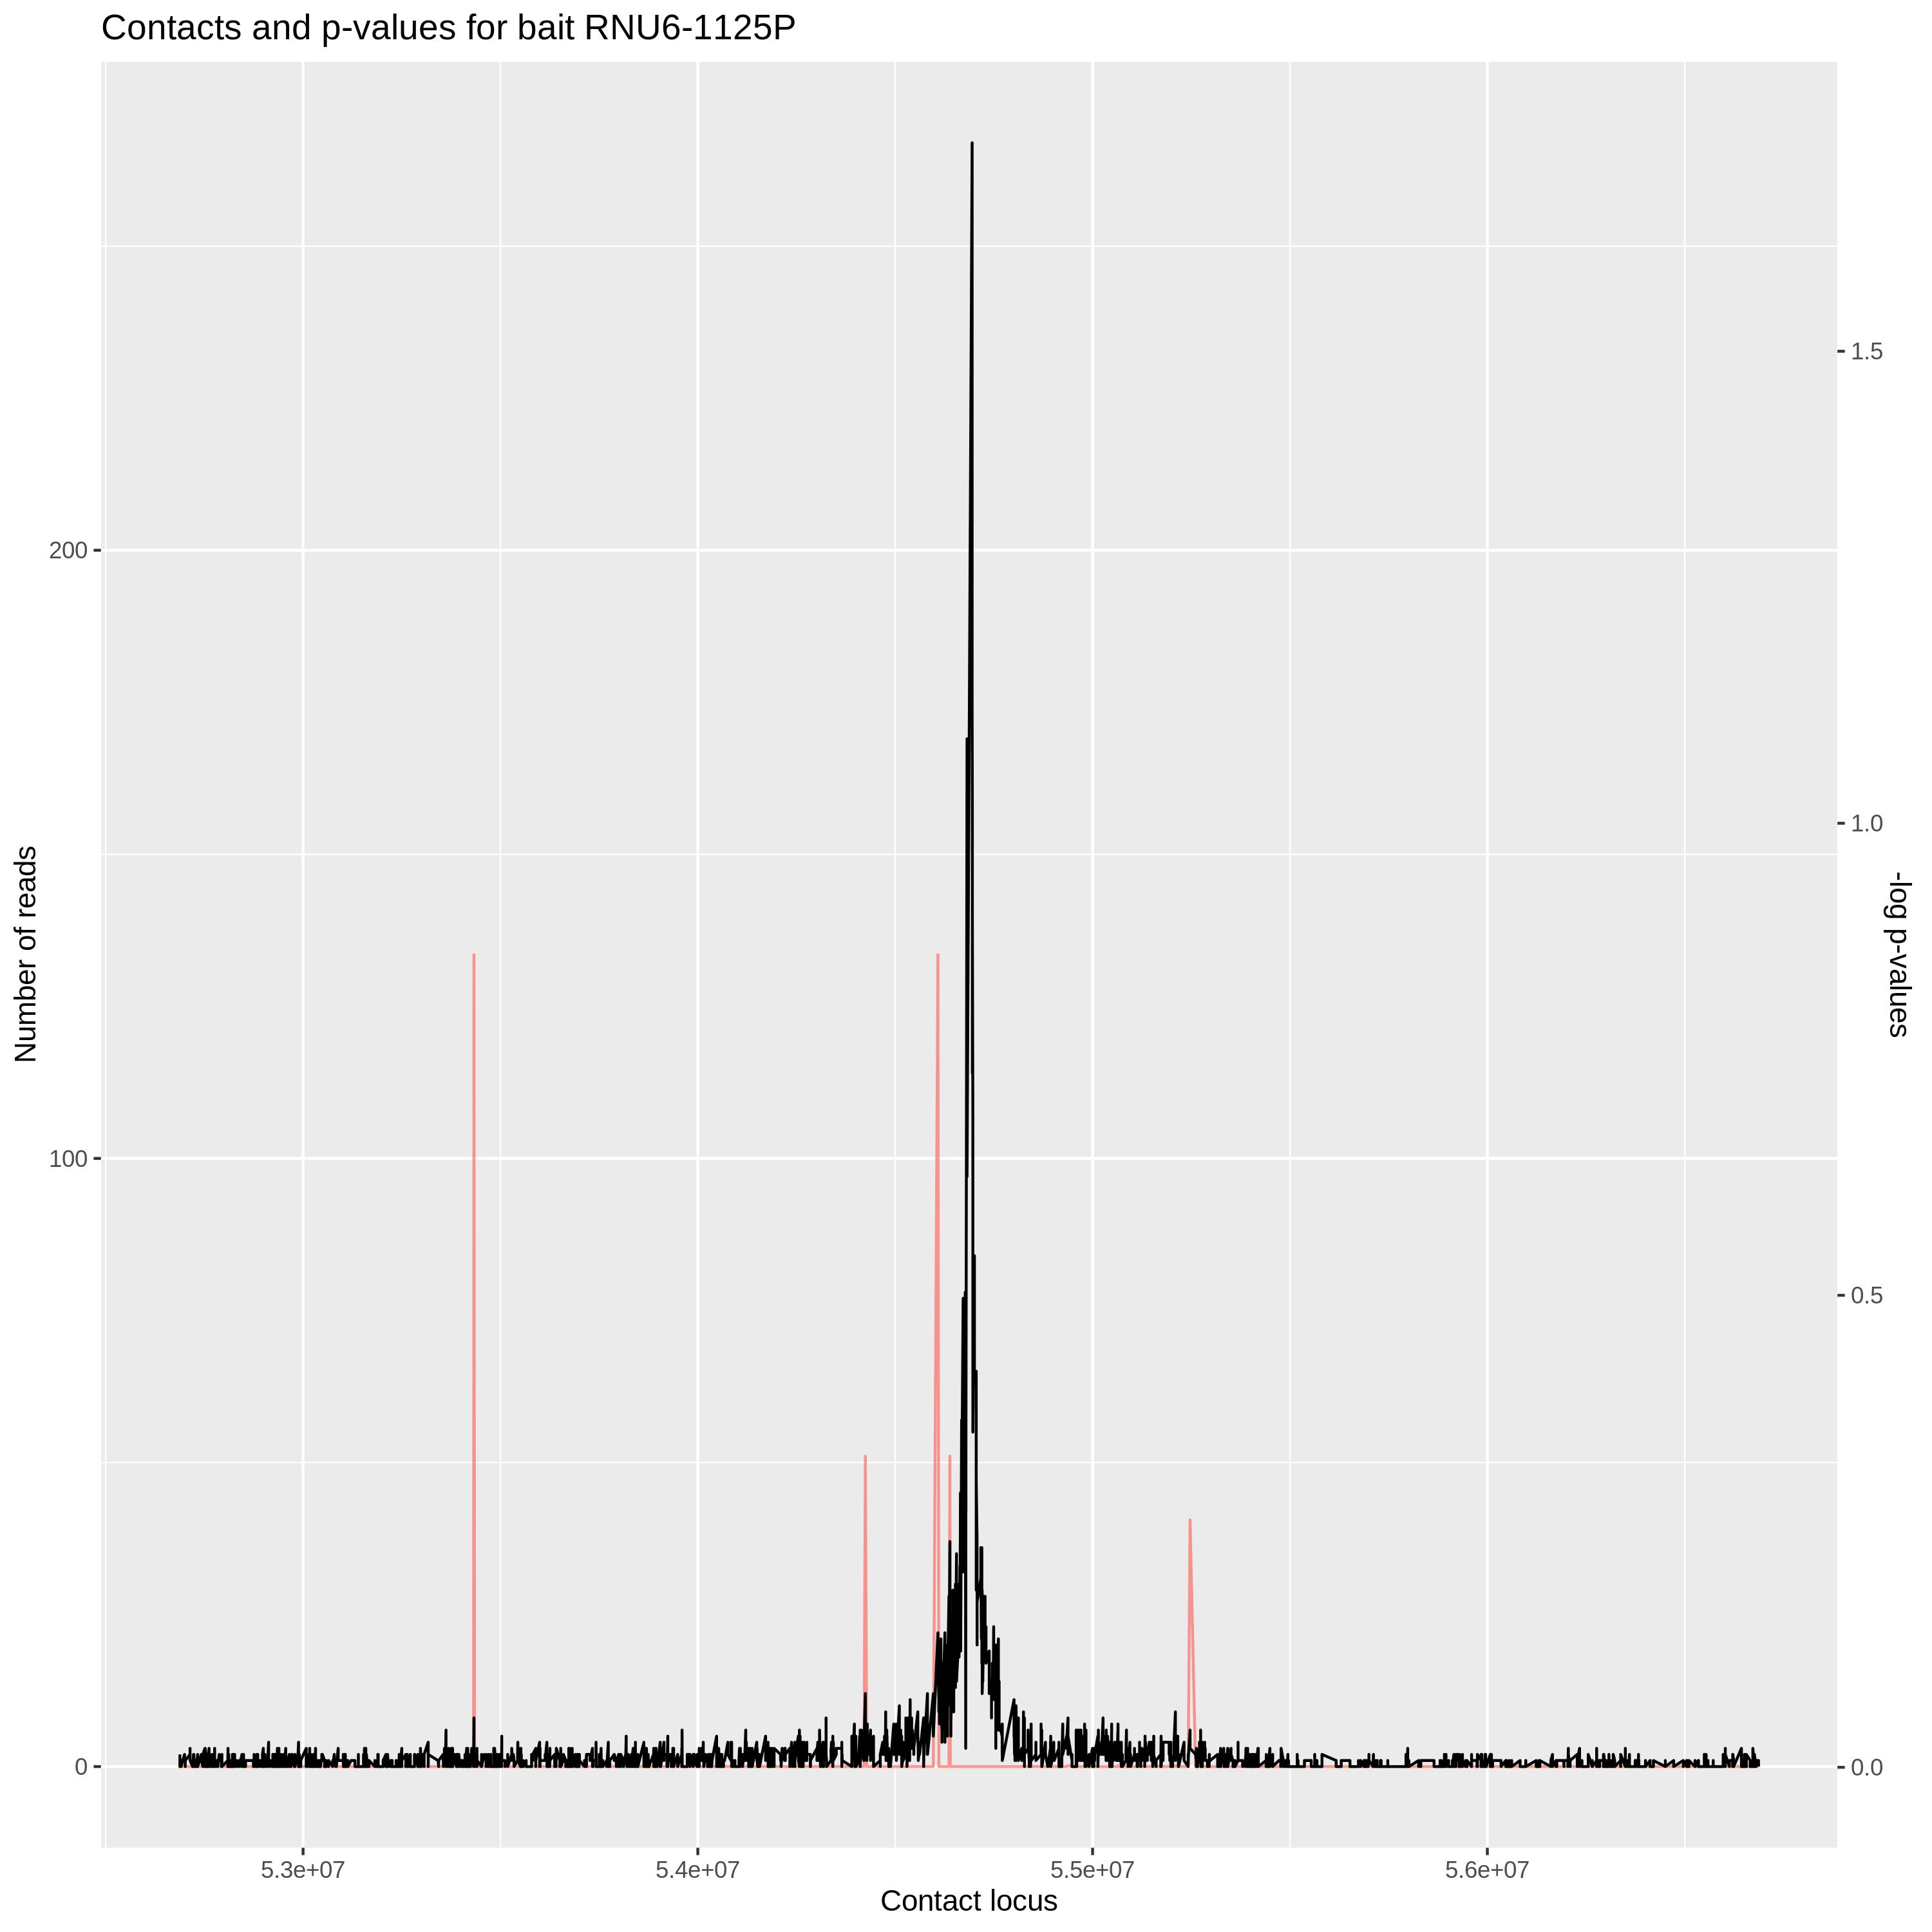 Contacts and p-values for bait RNU6-1125P
200
100
0
Number of reads
1.5
1.0
0.5
0.0
-log p-values
5.3e+07 5.4e+07 5.5e+07 5.6e+07
Contact locus